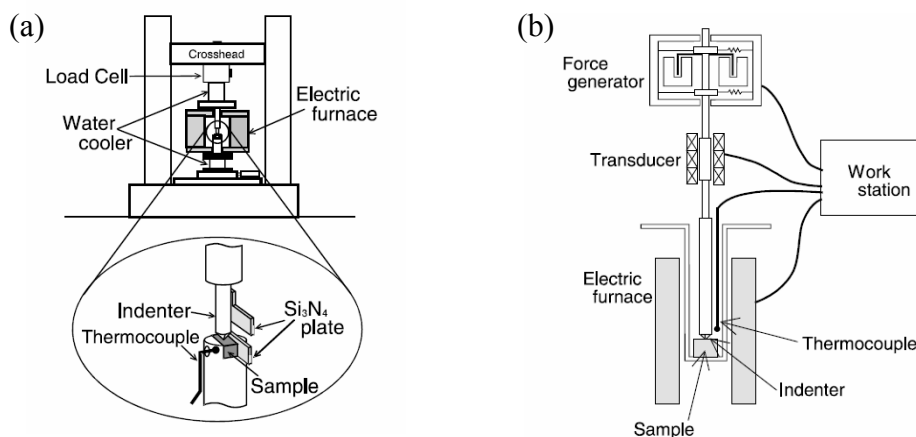 (a)
Crosshead
Load Cell
Water
cooler
Electric
furnace
Indenter
Thermocouple
Si₃N₄
plate
Sample
(b)
Force
generator
Transducer
Work
station
Electric
furnace
Thermocouple
Indenter
Sample